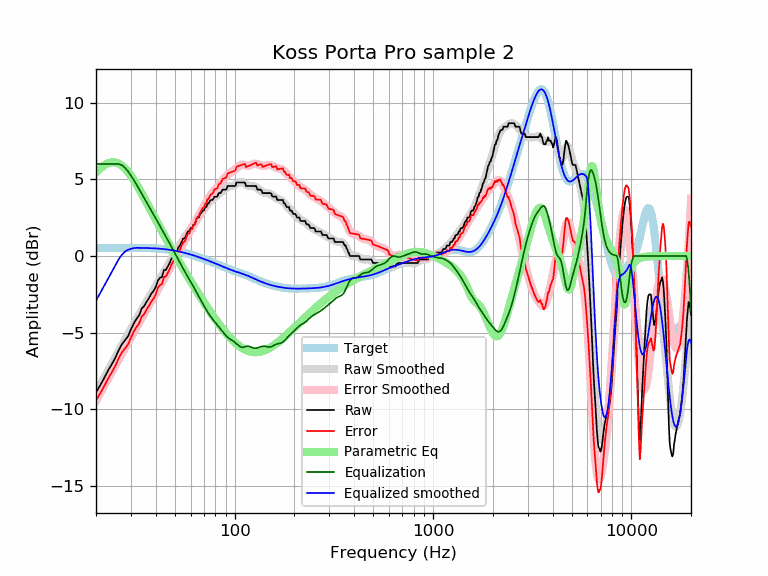 Koss Porta Pro sample 2
10
5
0
−5
−10
−15
Amplitude (dBr)
Target
Raw Smoothed
Error Smoothed
Raw
Error
Parametric Eq
Equalization
Equalized smoothed
100
1000
10000
Frequency (Hz)